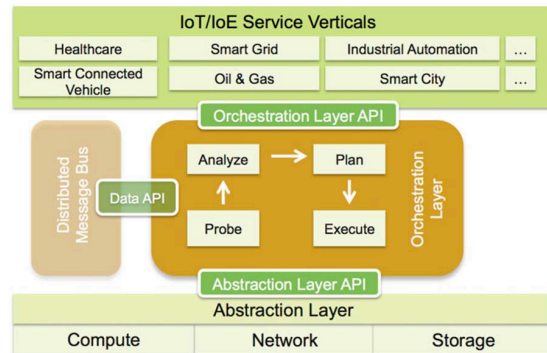 IoT/IoE Service Verticals
Healthcare
Smart Grid
Industrial Automation
...
Smart Connected
Vehicle
Oil & Gas
Smart City
...
Orchestration Layer API
Distributed
Message Bus
Data API
Analyze
Plan
Probe
Execute
Orchestration
Layer
Abstraction Layer API
Abstraction Layer
Compute
Network
Storage